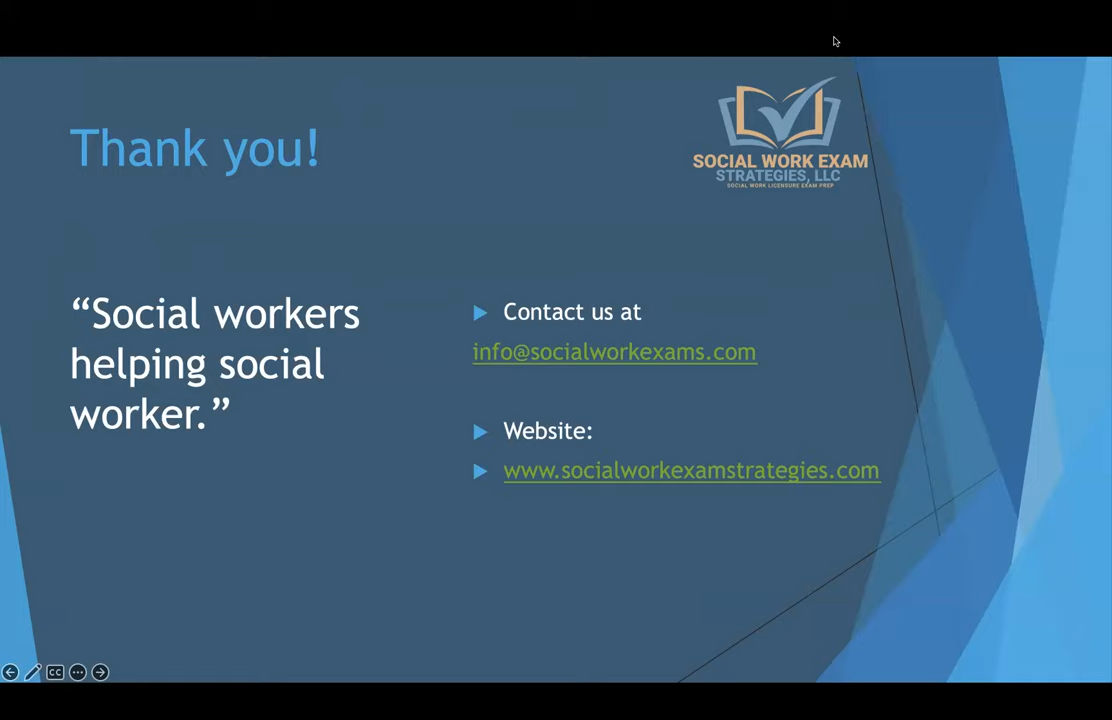 Thank you!
SOCIAL WORK EXAM
STRATEGIES, LLC
SOCIAL WORK LICENSURE EXAM PREP
“Social workers
helping social
worker.”
Contact us at
info@socialworkexams.com
Website:
www.socialworkexamstrategies.com
CC